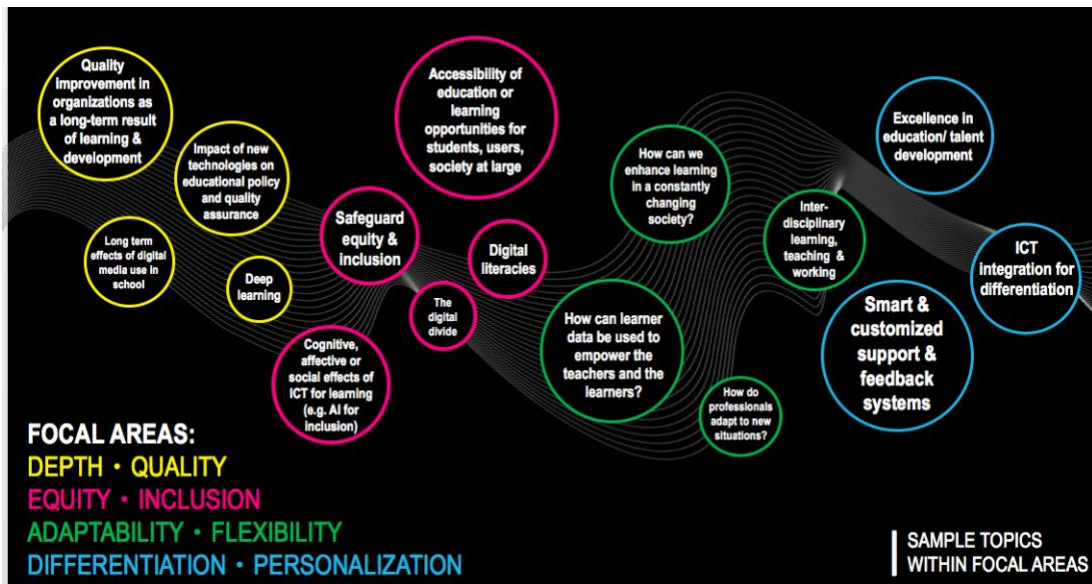 Quality
improvement in
organizations as
a long-term result
of learning &
development
Impact of new
technologies on
educational policy
and quality
assurance
Long term
effects of digital
media use in
school
Deep
learning
Accessibility of
education or
learning
opportunities for
students, users,
society at large
Safeguard
equity &
inclusion
Digital
literacies
The
digital
divide
Cognitive,
affective or
social effects of
ICT for learning
(e.g. AI for
inclusion)
How can we
enhance learning
in a constantly
changing
society?
Inter-
disciplinary
learning,
teaching &
working
How can learner
data be used to
empower the
teachers and the
learners?
How do
professionals
adapt to new
situations?
Excellence in
education/ talent
development
ICT
integration for
differentiation
Smart &
customized
support &
feedback
systems
FOCAL AREAS:
DEPTH • QUALITY
EQUITY • INCLUSION
ADAPTABILITY • FLEXIBILITY
DIFFERENTIATION • PERSONALIZATION
SAMPLE TOPICS
WITHIN FOCAL AREAS